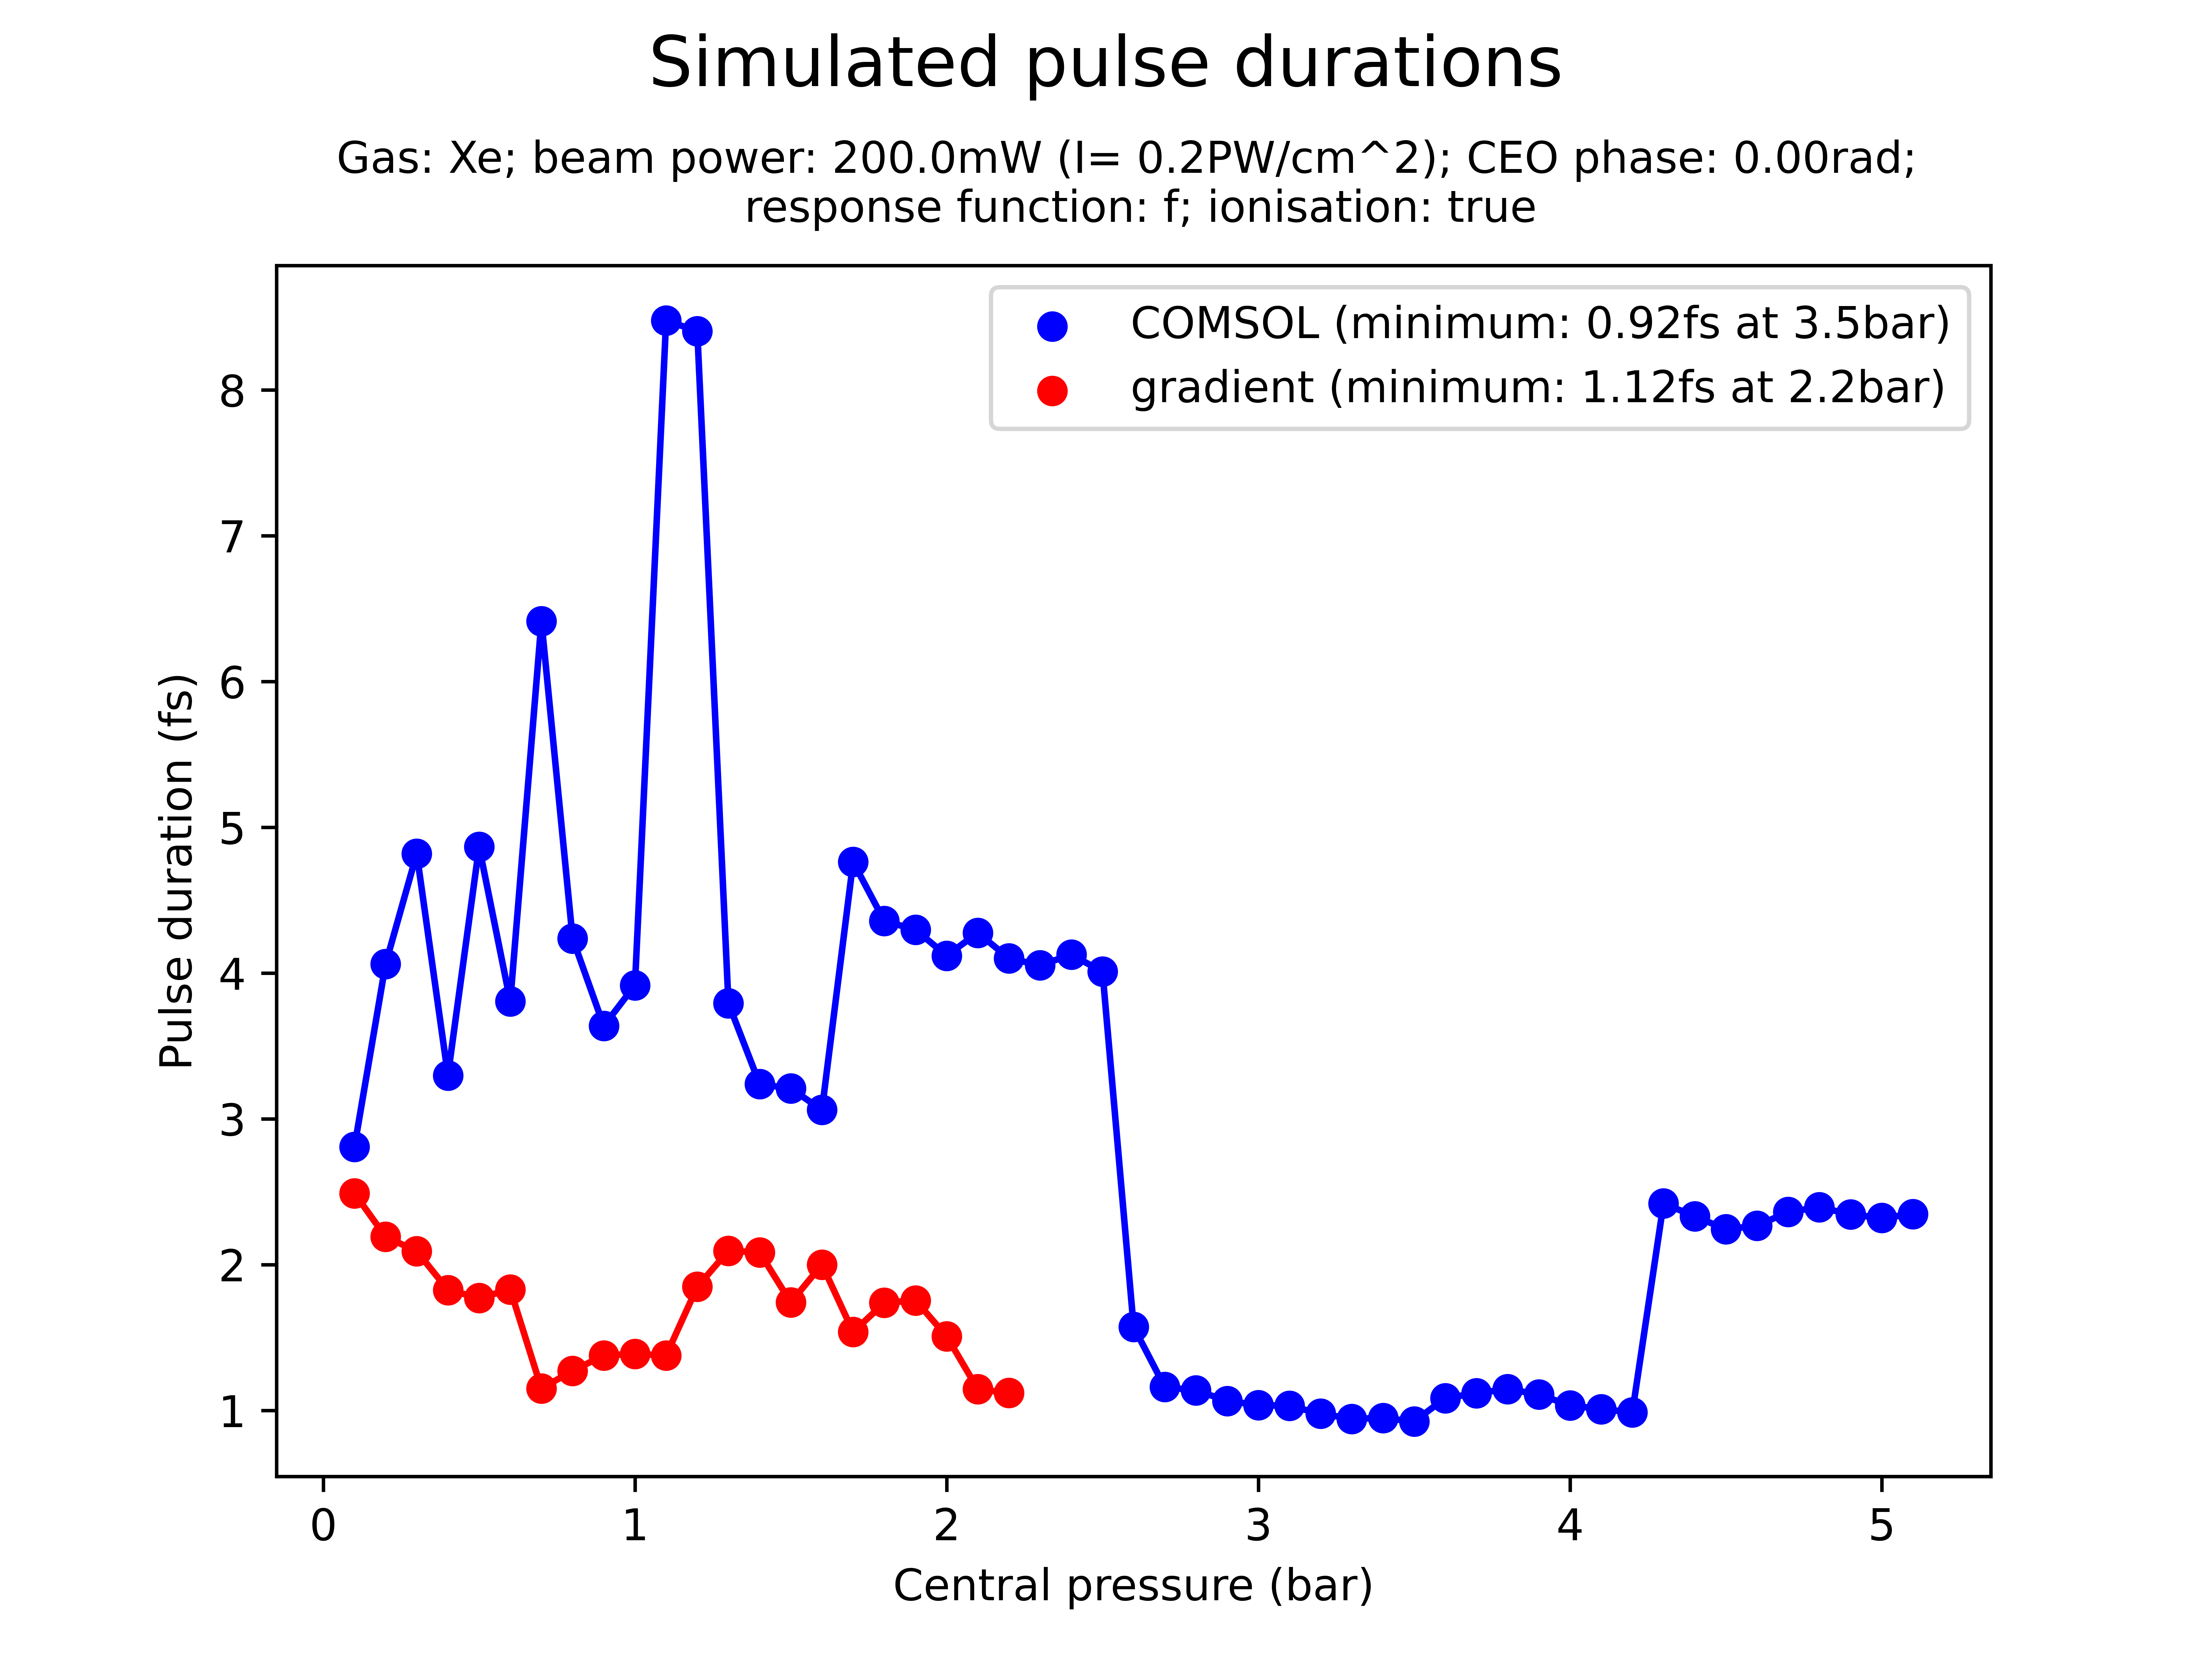 Simulated pulse durations
Gas: Xe; beam power: 200.0mW (I= 0.2PW/cm^2); CEO phase: 0.00rad;
response function: f; ionisation: true
COMSOL (minimum: 0.92fs at 3.5bar)
gradient (minimum: 1.12fs at 2.2bar)
Pulse duration (fs)
8
7
6
5
4
3
2
1
0 1 2 3 4 5
Central pressure (bar)